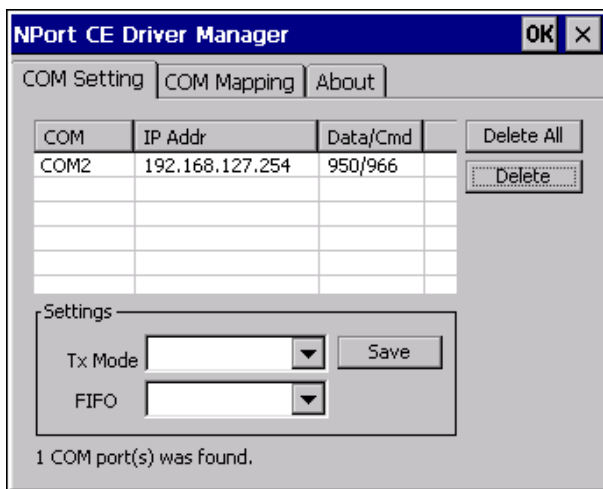 NPort CE Driver Manager OK ×
COM Setting COM Mapping About
COM IP Addr Data/Cmd Delete All
COM2 192.168.127.254 950/966 Delete
Settings
Tx Mode Save
FIFO
1 COM port(s) was found.